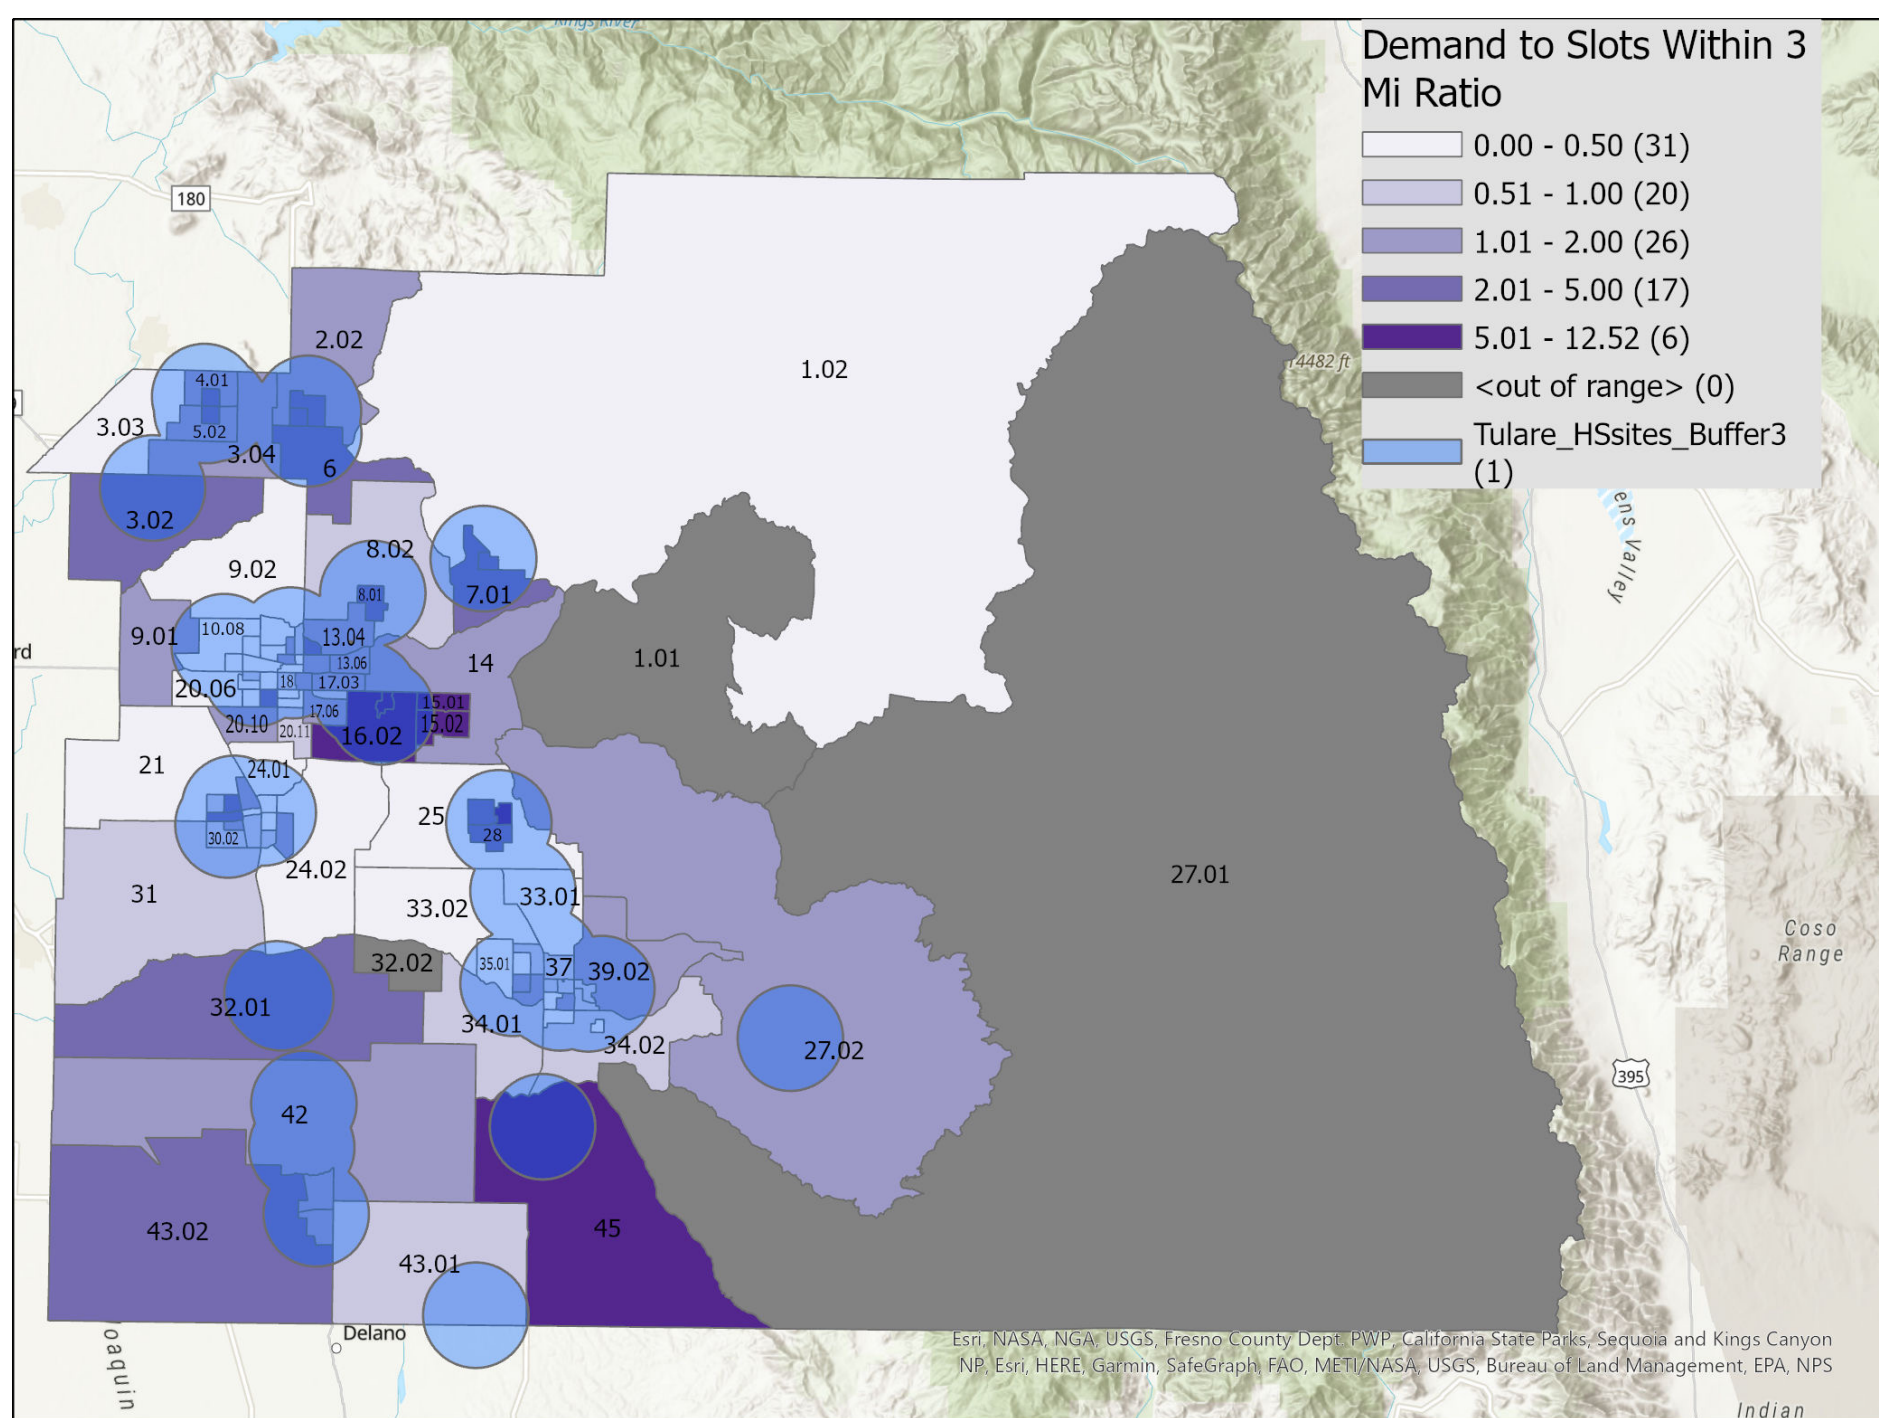 Kings River
Demand to Slots Within 3
Mi Ratio
0.00 - 0.50 (31)
0.51 - 1.00 (20)
1.01 - 2.00 (26)
2.01 - 5.00 (17)
5.01 - 12.52 (6)
<out of range> (0)
Tulare_HSsites_Buffer3
(1)
180
2.02
1.02
14482 ft
4.01
3.03
5.02
3.04
6
3.02
ens Valley
8.02
9.02
7.01
8.01
10.08
9.01
13.04
rd
14
1.01
13.06
18
17.03
20.06
15.01
17.06
20.10
20.11
15.02
16.02
21
24.01
25
28
30.02
24.02
27.01
31
33.01
33.02
Coso
Range
32.02
35.01
37
39.02
32.01
34.01
34.02
27.02
395
42
43.02
45
43.01
Delano
oaquin
Esri, NASA, NGA, USGS, Fresno County Dept. PWP, California State Parks, Sequoia and Kings Canyon
NP, Esri, HERE, Garmin, SafeGraph, FAO, METI/NASA, USGS, Bureau of Land Management, EPA, NPS
Indian